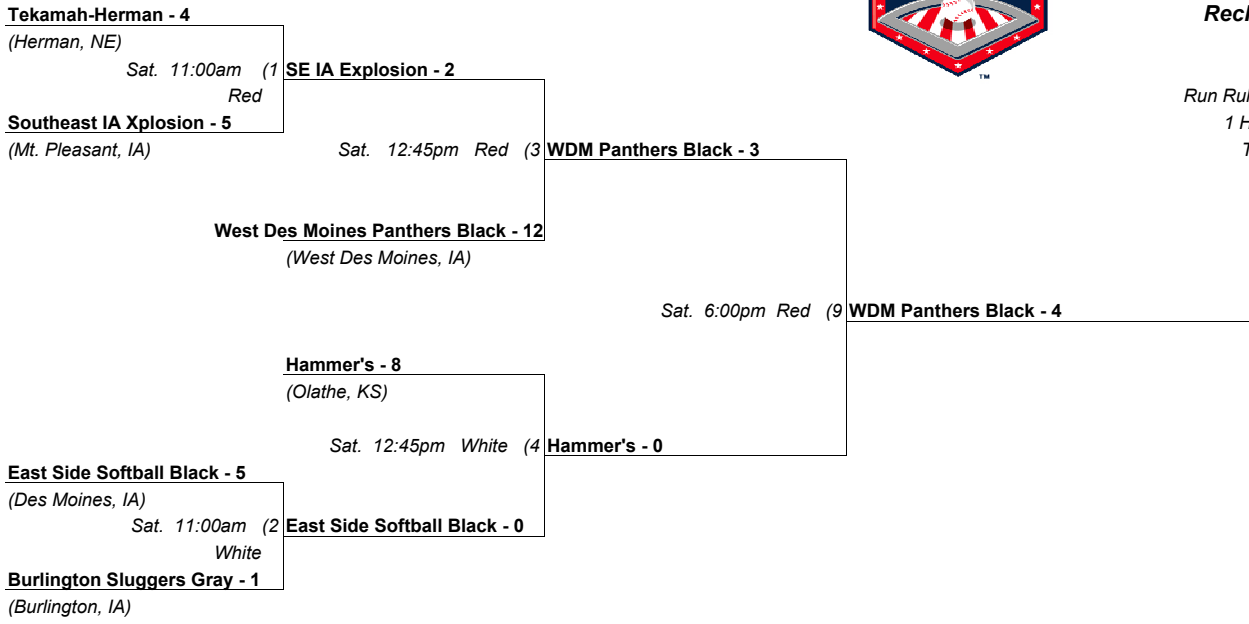 Tekamah-Herman - 4
(Herman, NE)
Sat. 11:00am (1 SE IA Explosion - 2
Red
Run
Southeast IA Xplosion - 5
1
(Mt. Pleasant, IA) Sat. 12:45pm Red (3 WDM Panthers Black - 3
West Des Moines Panthers Black - 12
(West Des Moines, IA)
Sat. 6:00pm Red (9 WDM Panthers Black - 4
Hammer's - 8
(Olathe, KS)
Sat. 12:45pm White (4 Hammer's - 0
East Side Softball Black - 5
(Des Moines, IA)
Sat. 11:00am (2 East Side Softball Black - 0
White
Burlington Sluggers Gray - 1
(Burlington, IA)
TM